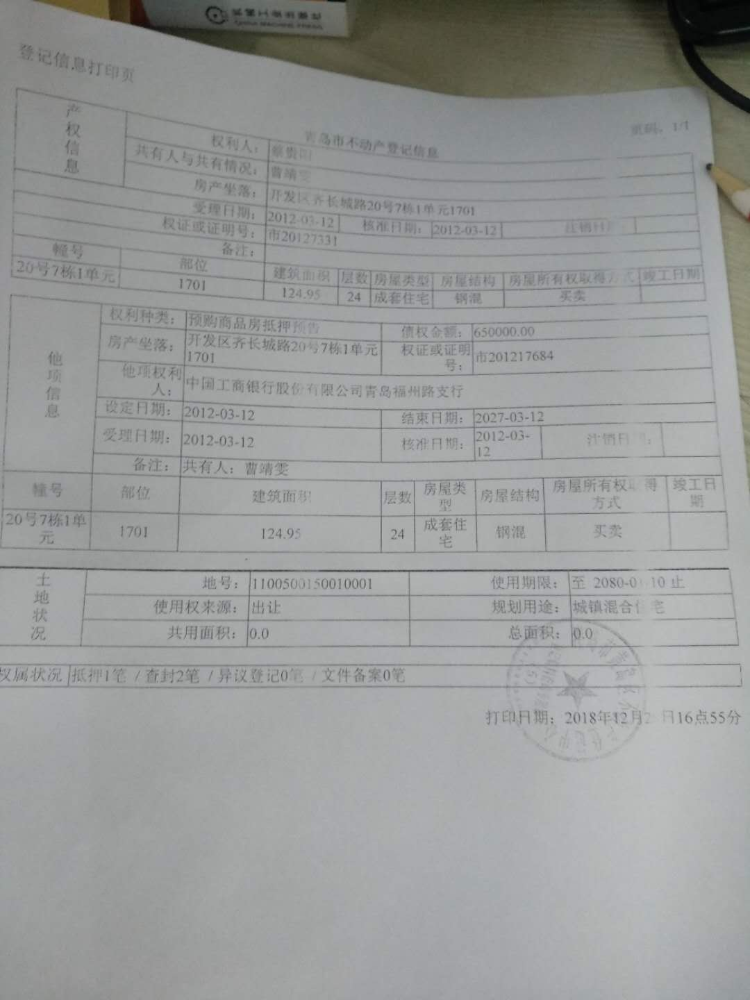 机械工业出版社
CHINA MACHINE PRESS
登记信息打印页
页码：1/1
青岛市不动产登记信息
产权信息
权利人： 蔡贵
共有人与共有情况： 曹靖雯
房产坐落： 开发区齐长城路20号7栋1单元1701
受理日期： 2012-03-12 核准日期： 2012-03-12 注销日期：
权证或证明号： 市20127331
备注：
幢号 部位 建筑面积 层数 房屋类型 房屋结构 房屋所有权取得方式 竣工日期
20号7栋1单元 1701 124.95 24 成套住宅 钢混 买卖
他项信息
权利种类： 预购商品房抵押预告 债权金额： 650000.00
房产坐落： 开发区齐长城路20号7栋1单元
1701
权证或证明
号： 市201217684
他项权利
人： 中国工商银行股份有限公司青岛福州路支行
设定日期： 2012-03-12 结束日期： 2027-03-12
受理日期： 2012-03-12 核准日期： 2012-03-
12 注销日期：
备注： 共有人：曹靖雯
幢号 部位 建筑面积 层数 房屋类
型 房屋结构 房屋所有权取得
方式 竣工日
期
20号7栋1单
元 1701 124.95 24 成套住
宅 钢混 买卖
土地状况
地号： 1100500150010001 使用期限： 至 2080-0 10 止
使用权来源： 出让 规划用途： 城镇混合住宅
共用面积： 0.0 总面积： 0.0
权属状况 抵押1笔 / 查封2笔 / 异议登记0笔 / 文件备案0笔
打印日期： 2018年12月2 日16点55分